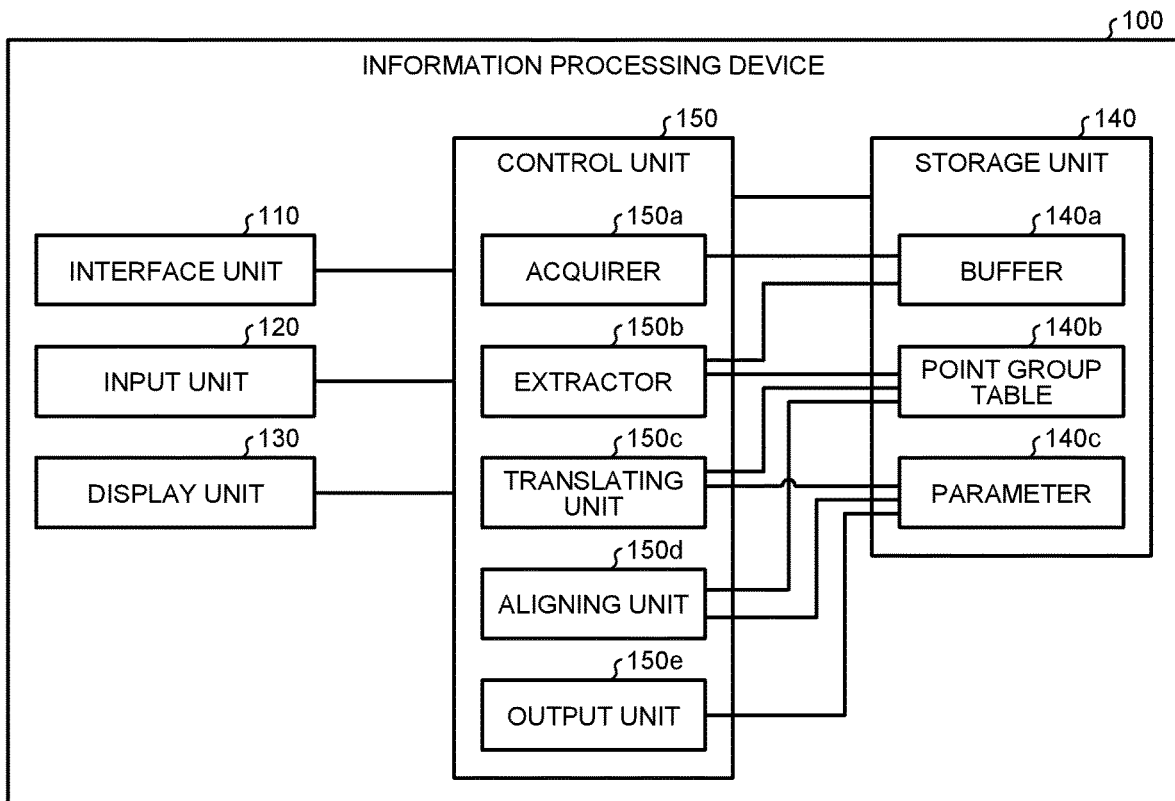 100
INFORMATION PROCESSING DEVICE
150
CONTROL UNIT
140
STORAGE UNIT
110
INTERFACE UNIT
150a
ACQUIRER
140a
BUFFER
120
INPUT UNIT
150b
EXTRACTOR
140b
POINT GROUP
TABLE
130
DISPLAY UNIT
150c
TRANSLATING
UNIT
140c
PARAMETER
150d
ALIGNING UNIT
150e
OUTPUT UNIT